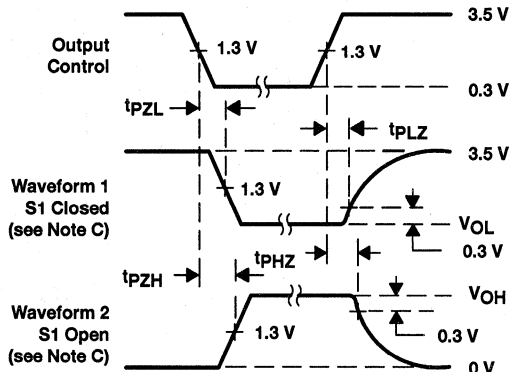 3.5 V
Output
Control
1.3 V
1.3 V
0.3 V
tPZL
tPLZ
3.5 V
Waveform 1
S1 Closed
(see Note C)
1.3 V
VOL
0.3 V
tPZH
tPHZ
VOH
Waveform 2
S1 Open
(see Note C)
1.3 V
0.3 V
0 V